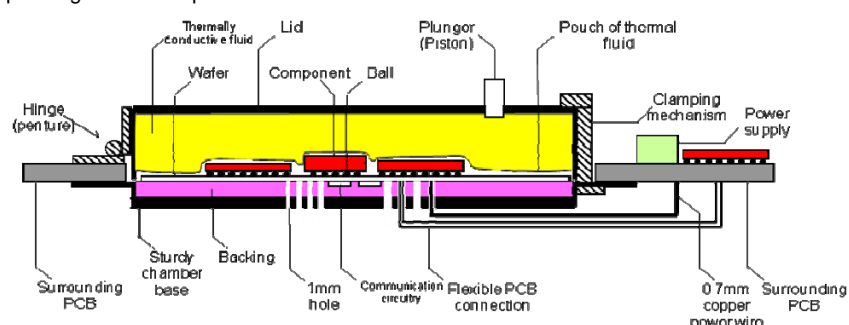 Thermally
conductive fluid
Lid
Plungor
(Piston)
Pouch of thermal
fluid
Wafer
Component
Ball
Hinge
(penture)
Clamping
mechanism
Power
supply
Surrounding
PCB
Sturdy
chamber
base
Backing
1mm
hole
Communication
circuitry
Flexible PCB
connection
0.7mm
copper
power wire
Surrounding
PCB